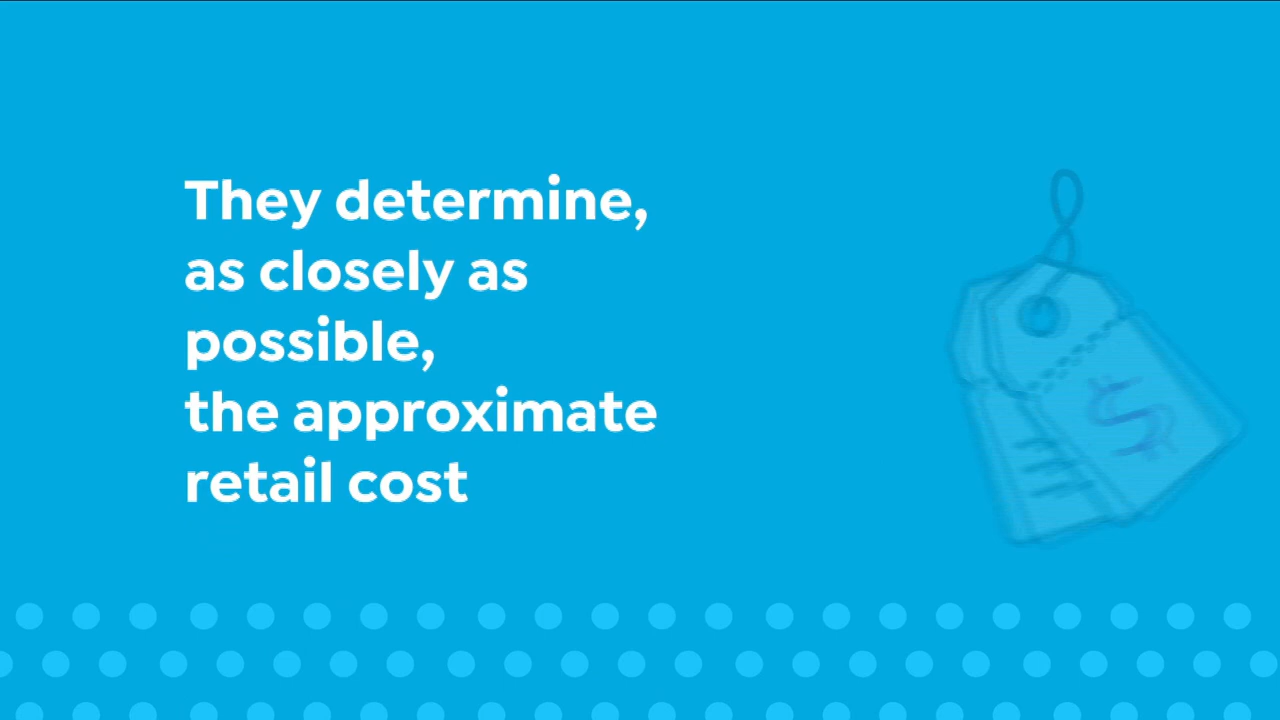 They determine,
as closely as
possible,
the approximate
retail cost
$